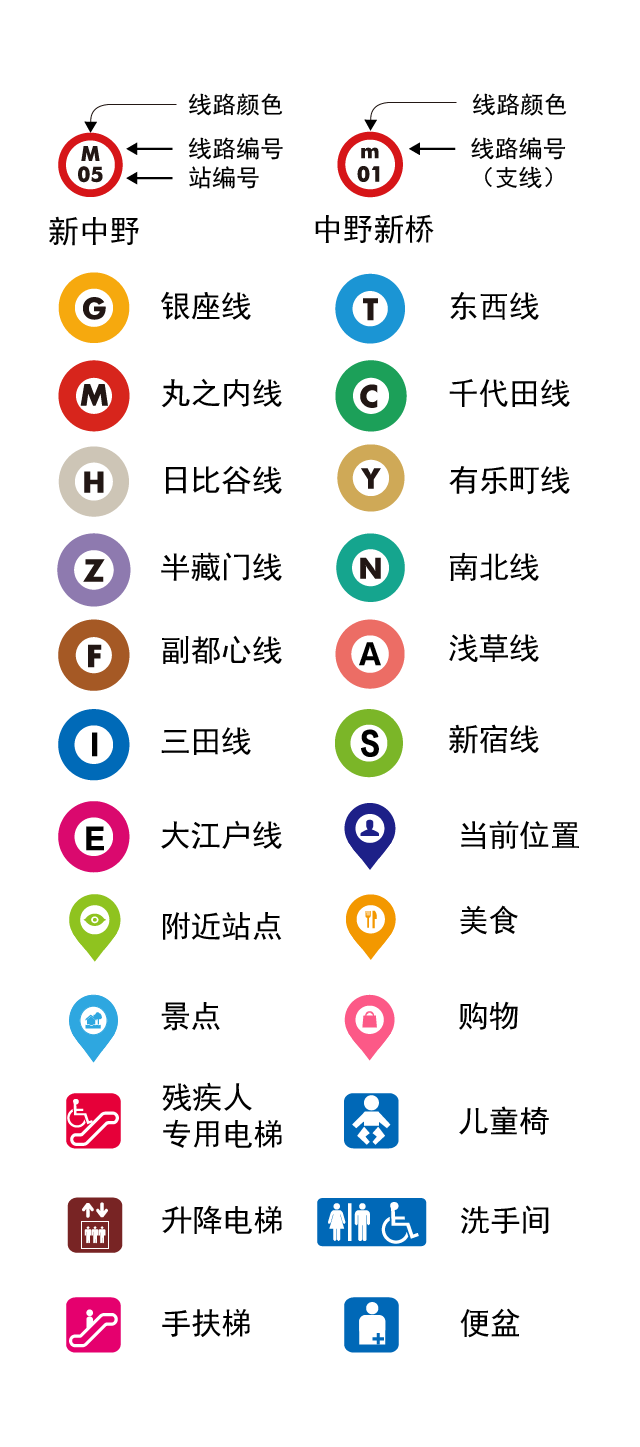 线路颜色
M
05
线路编号
站编号
新中野
线路颜色
m
01
线路编号
（支线）
中野新桥
G 银座线
T 东西线
M 丸之内线
C 千代田线
H 日比谷线
Y 有乐町线
Z 半藏门线
N 南北线
F 副都心线
A 浅草线
I 三田线
S 新宿线
E 大江户线
当前位置
附近站点
美食
景点
购物
残疾人
专用电梯
儿童椅
升降电梯
洗手间
手扶梯
便盆